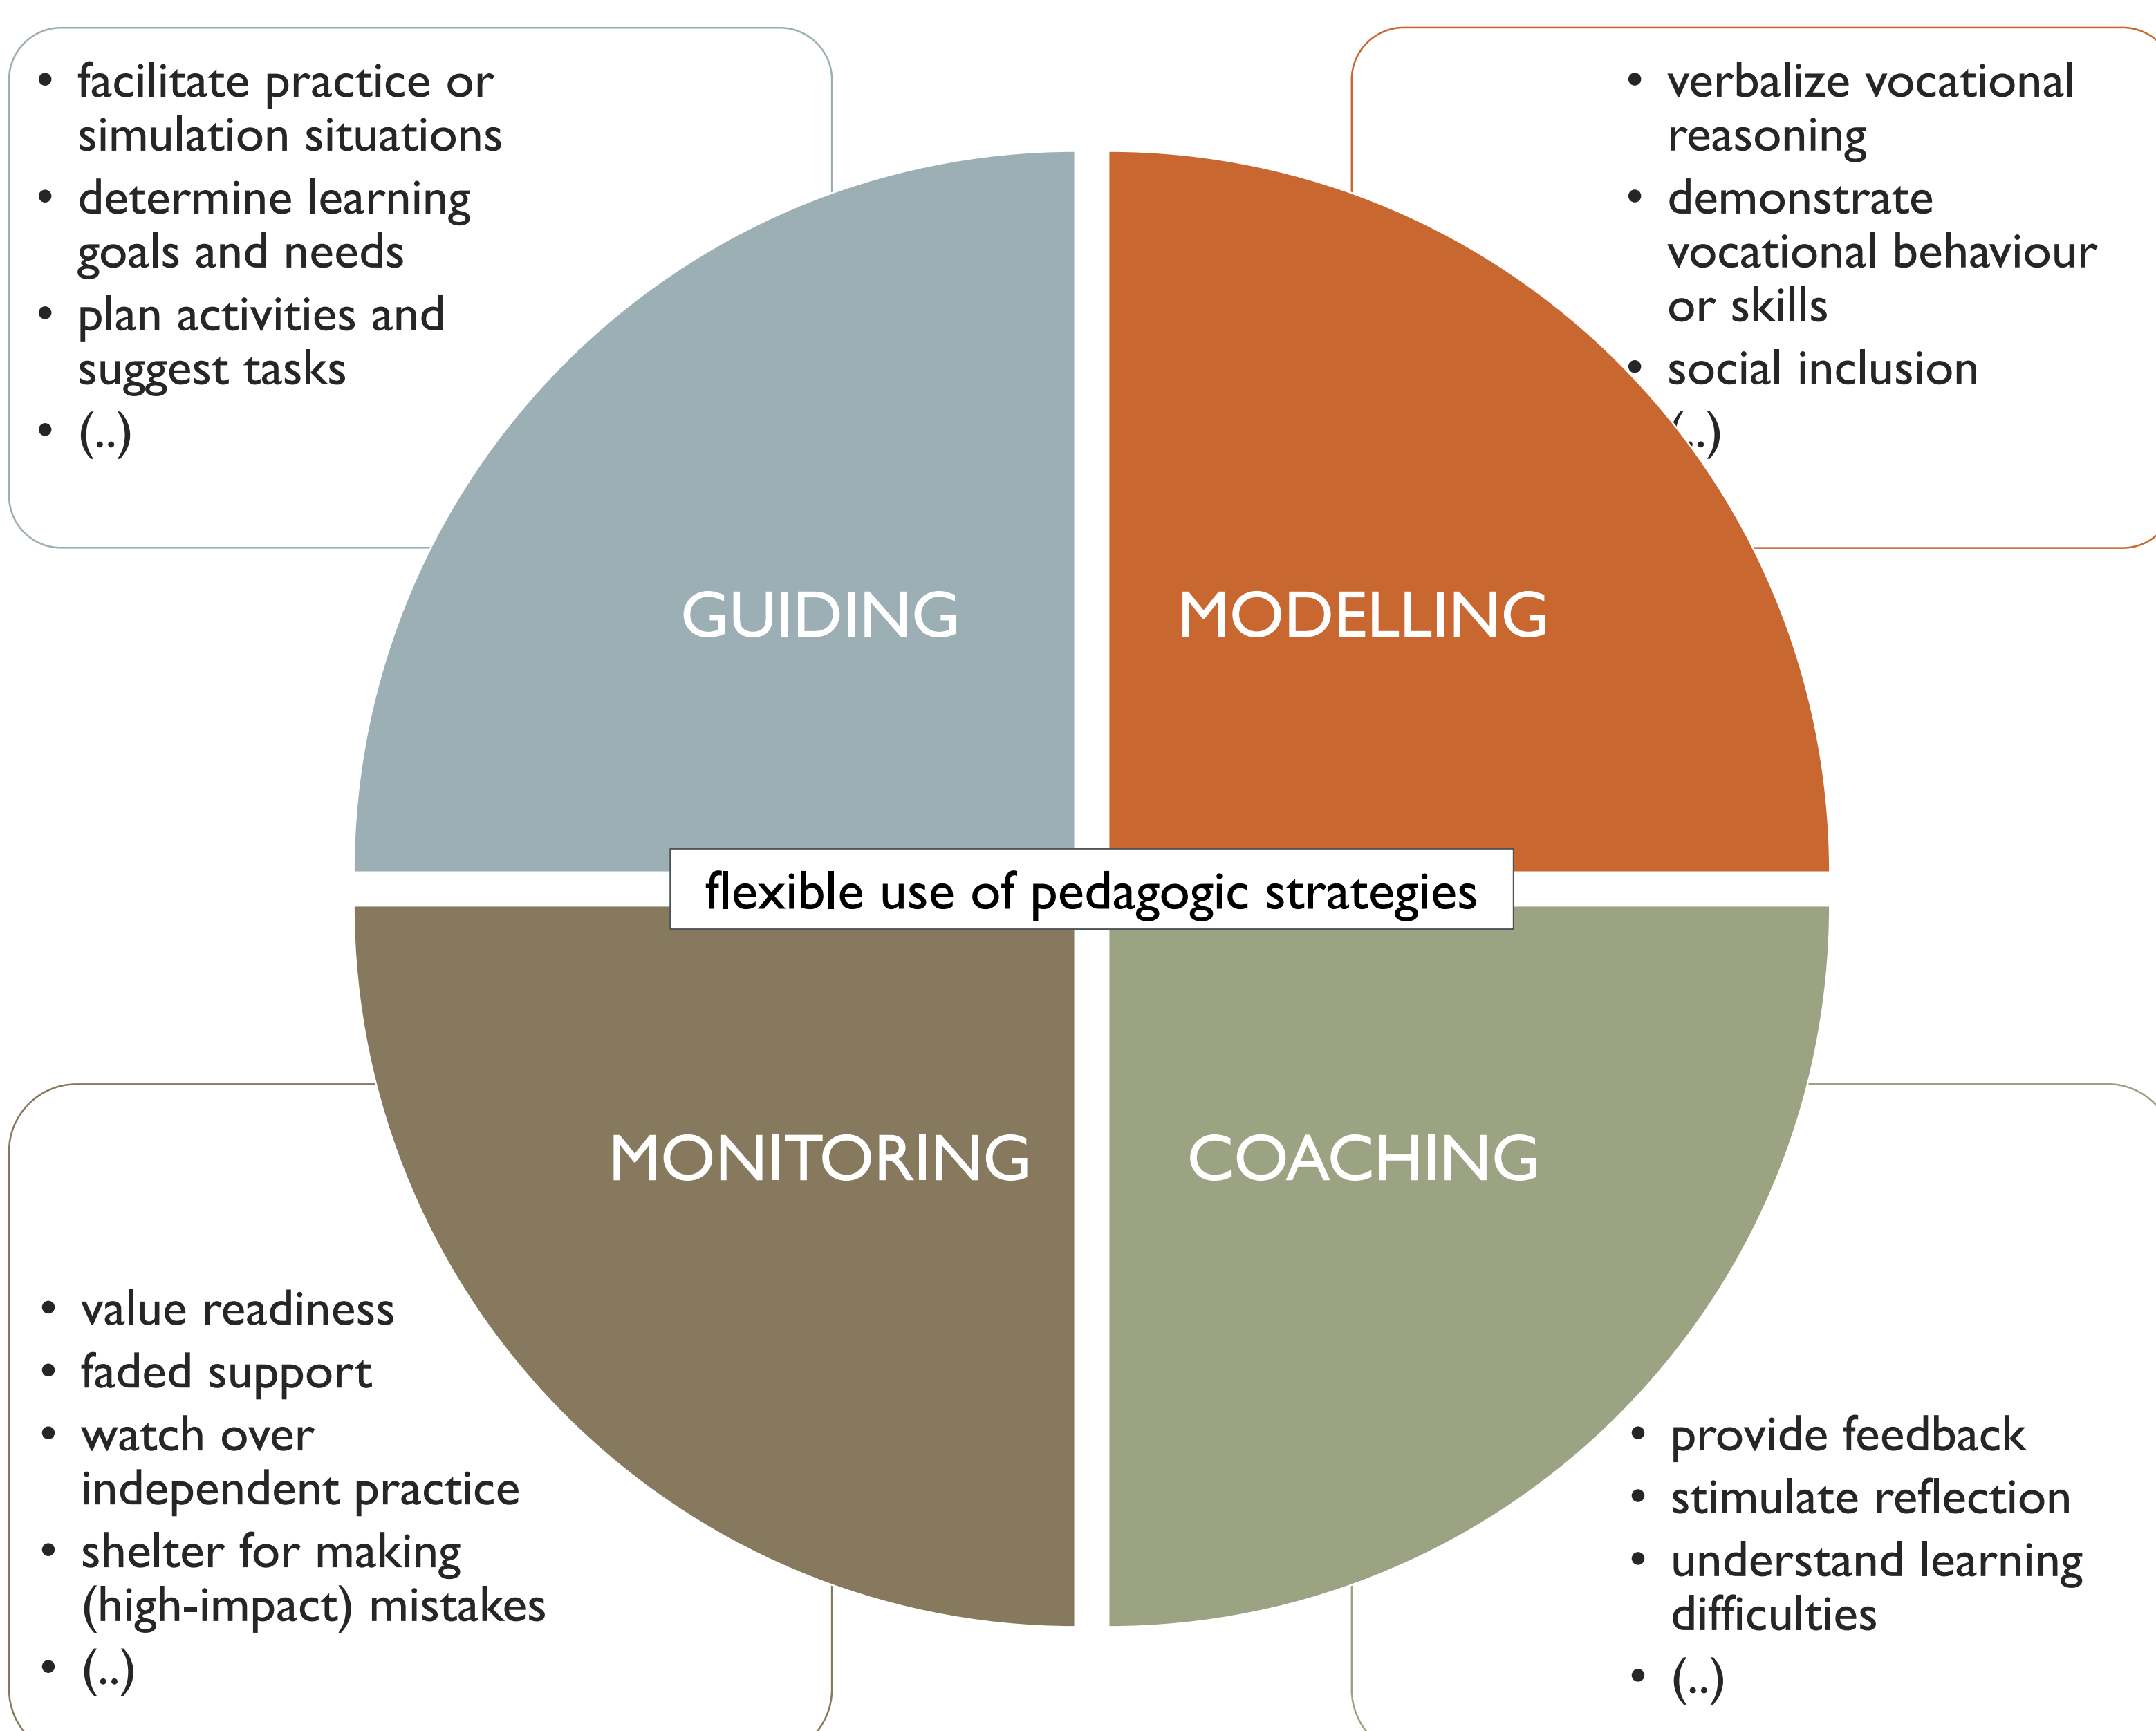 • facilitate practice or
simulation situations
• determine learning
goals and needs
• plan activities and
suggest tasks
• (..)
• verbalize vocational
reasoning
• demonstrate
vocational behaviour
or skills
• social inclusion
(..)
GUIDING
MODELLING
flexible use of pedagogic strategies
MONITORING
COACHING
• value readiness
• faded support
• watch over
independent practice
• shelter for making
(high-impact) mistakes
• (..)
• provide feedback
• stimulate reflection
• understand learning
difficulties
• (..)